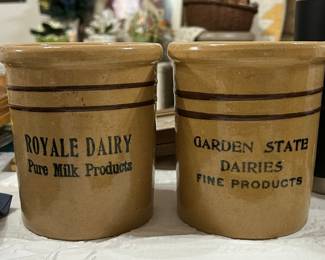 ROYALE DAIRY
Pure Milk Products
GARDEN STATE
DAIRIES
FINE PRODUCTS